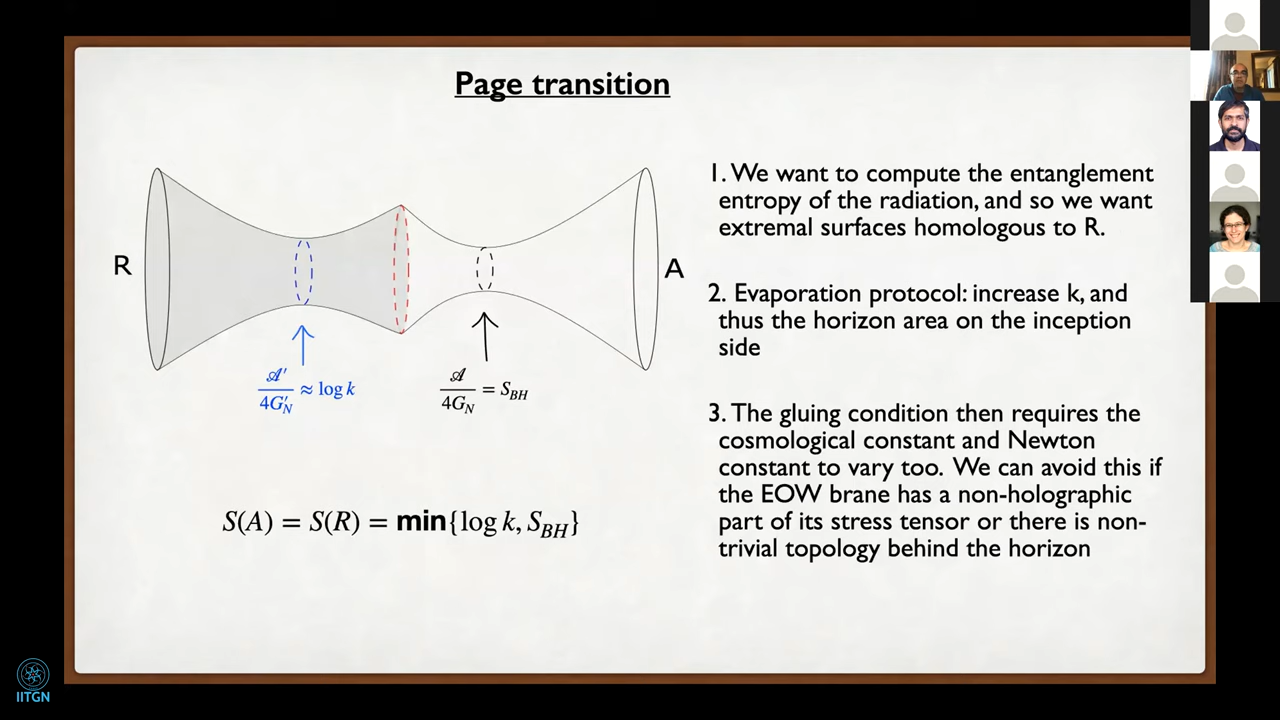 Page transition
R
A
𝒜′/4G′_N ≈ log k
𝒜/4G_N = S_BH
S(A) = S(R) = min{log k, S_BH}
1. We want to compute the entanglement
entropy of the radiation, and so we want
extremal surfaces homologous to R.
2. Evaporation protocol: increase k, and
thus the horizon area on the inception
side
3. The gluing condition then requires the
cosmological constant and Newton
constant to vary too. We can avoid this if
the EOW brane has a non-holographic
part of its stress tensor or there is non-
trivial topology behind the horizon
IITGN